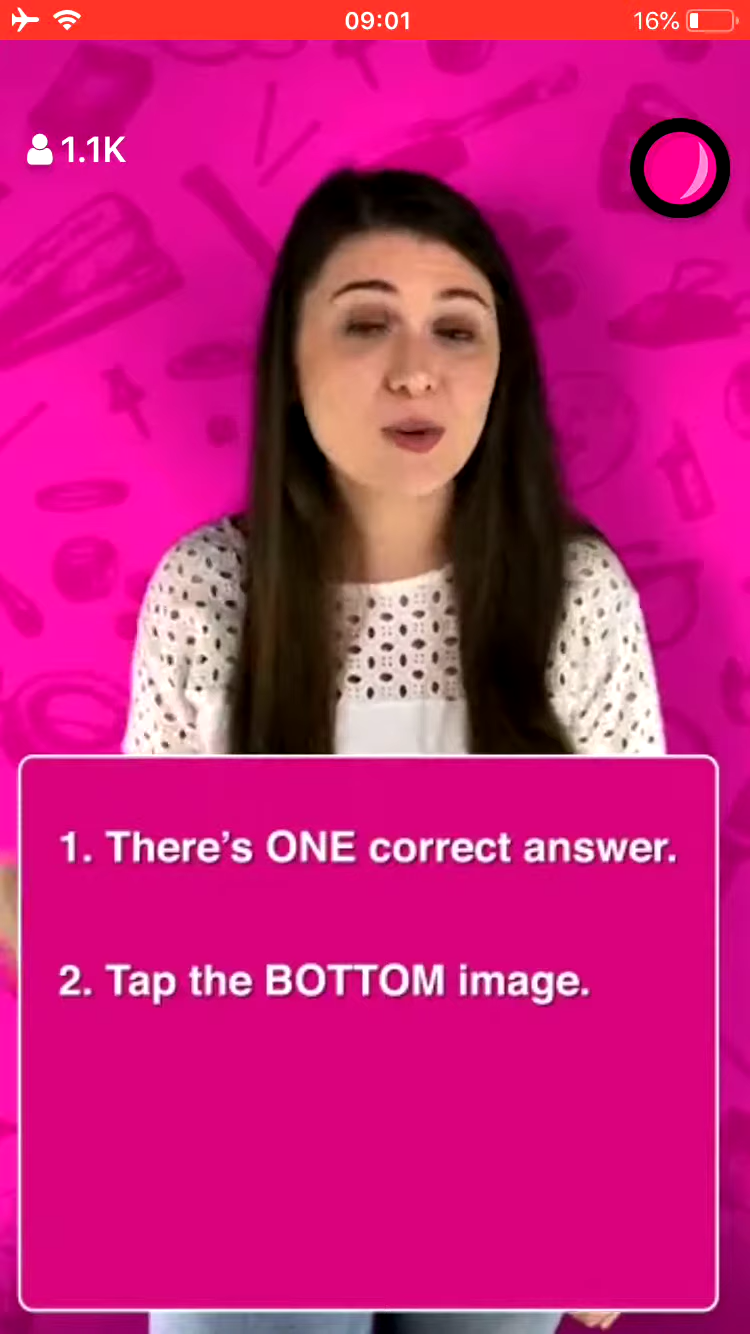 09:01
16%
1.1K
1. There's ONE correct answer.
2. Tap the BOTTOM image.